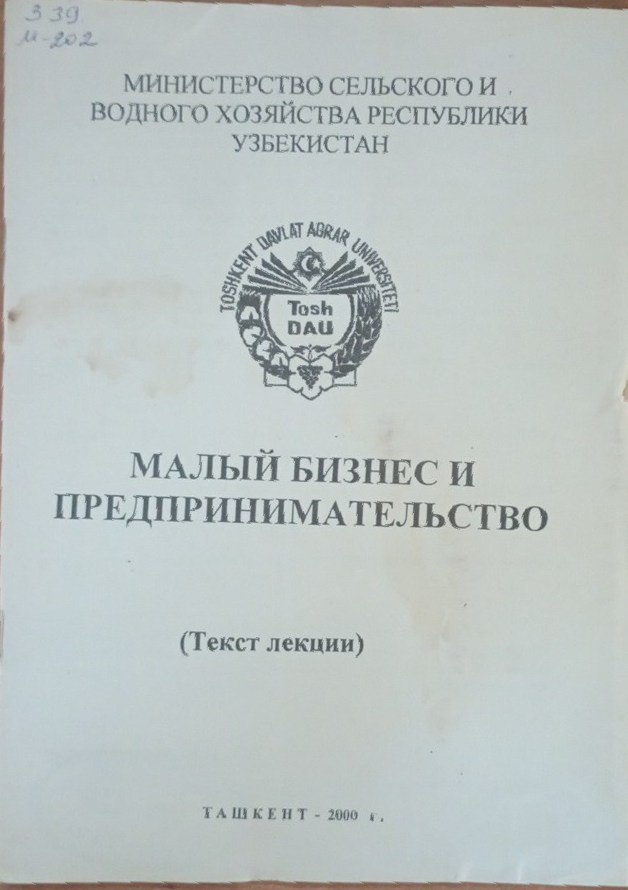 З 39
М-202
МИНИСТЕРСТВО СЕЛЬСКОГО И
ВОДНОГО ХОЗЯЙСТВА РЕСПУБЛИКИ
УЗБЕКИСТАН
TOSHKENT DAVLAT AGRAR UNIVERSITETI
Tosh
DAU
МАЛЫЙ БИЗНЕС И
ПРЕДПРИНИМАТЕЛЬСТВО
(Текст лекции)
ТАШКЕНТ - 2000 г.